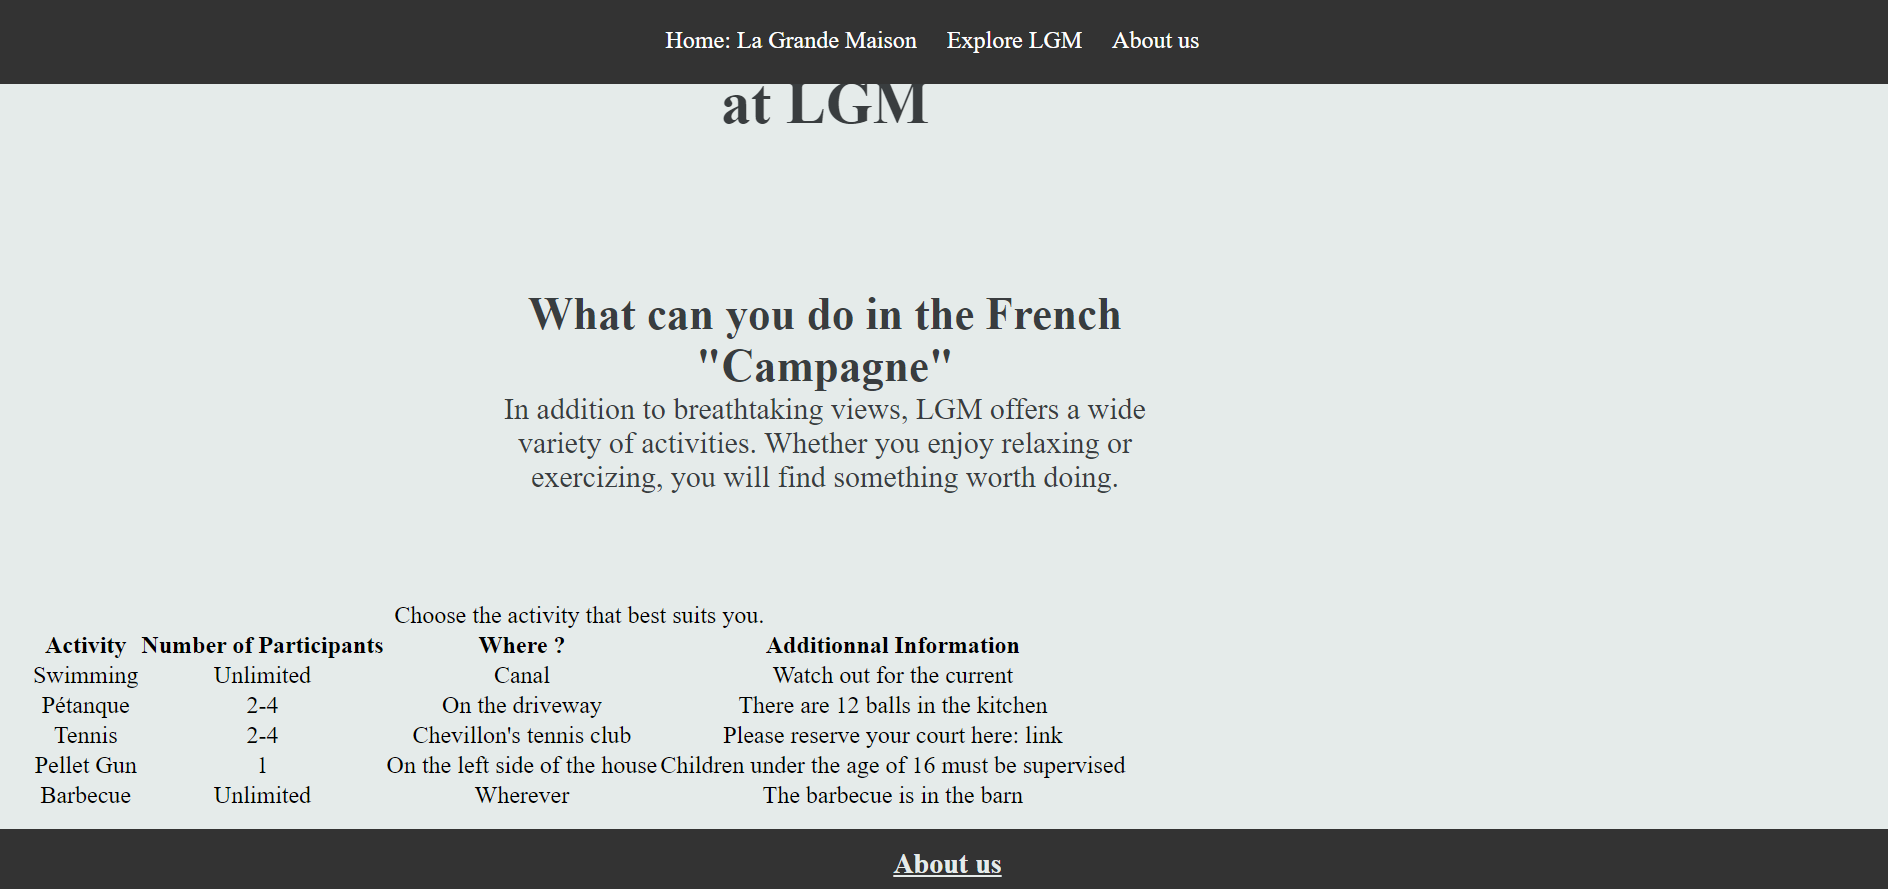 Home: La Grande Maison Explore LGM About us
at LGM
What can you do in the French
"Campagne"
In addition to breathtaking views, LGM offers a wide
variety of activities. Whether you enjoy relaxing or
exercizing, you will find something worth doing.
Choose the activity that best suits you.
Activity Number of Participants Where ? Additionnal Information
Swimming Unlimited Canal Watch out for the current
Pétanque 2-4 On the driveway There are 12 balls in the kitchen
Tennis 2-4 Chevillon's tennis club Please reserve your court here: link
Pellet Gun 1 On the left side of the house Children under the age of 16 must be supervised
Barbecue Unlimited Wherever The barbecue is in the barn
About us